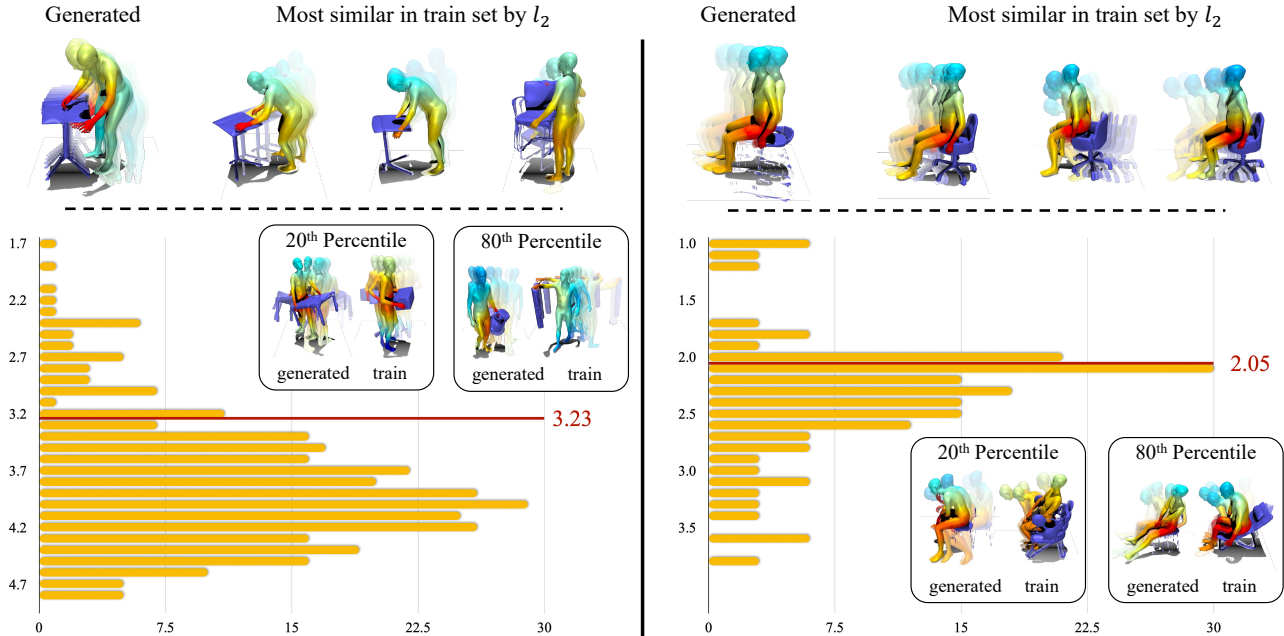 Generated
Most similar in train set by l₂
20th Percentile
generated
train
80th Percentile
generated
train
1.7
2.2
2.7
3.2
3.7
4.2
4.7
3.23
0
7.5
15
22.5
30
Generated
Most similar in train set by l₂
1.0
1.5
2.0
2.5
3.0
3.5
2.05
20th Percentile
generated
train
80th Percentile
generated
train
0
7.5
15
22.5
30